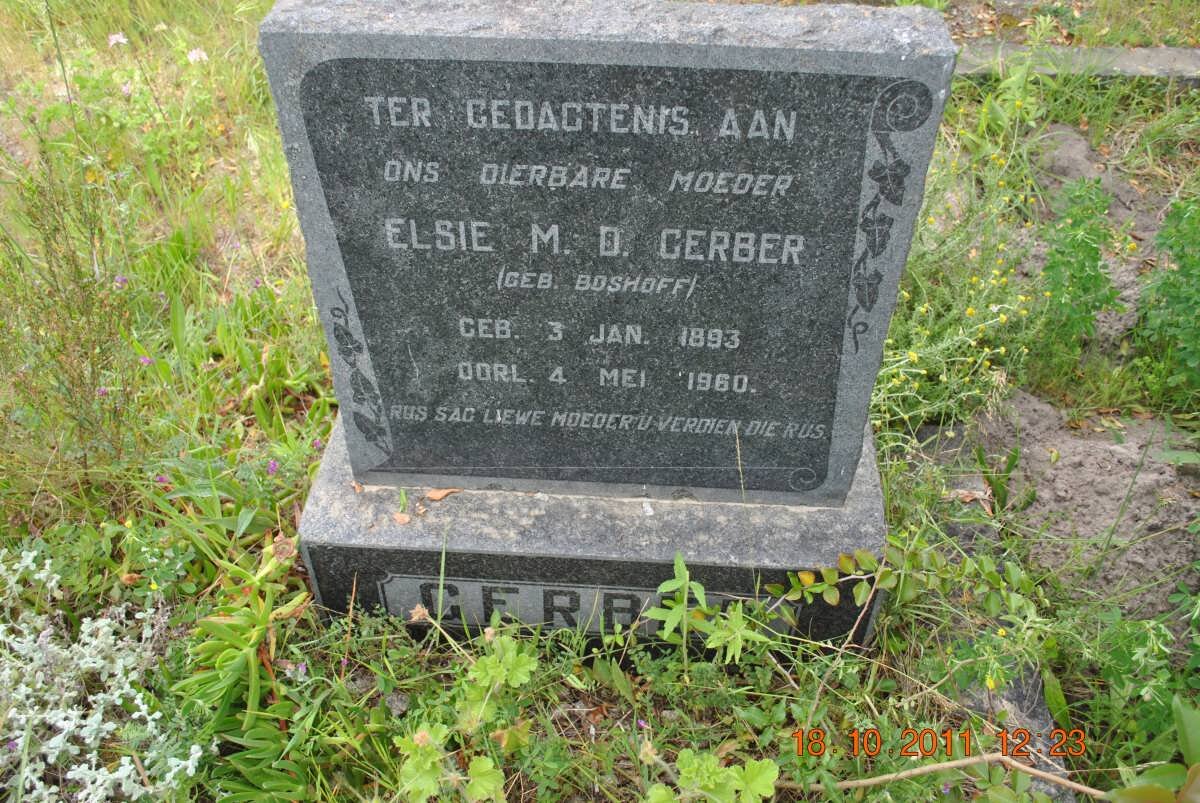 TER GEDAGTENIS AAN
ONS DIERBARE MOEDER
ELSIE M. D. GERBER
(GEB. BOSHOFF)
GEB. 3 JAN. 1893
OORL. 4 MEI 1960.
RUS SAG LIEWE MOEDER U VERDIEN DIE RUS.
GERBER
18.10.2011 12:23